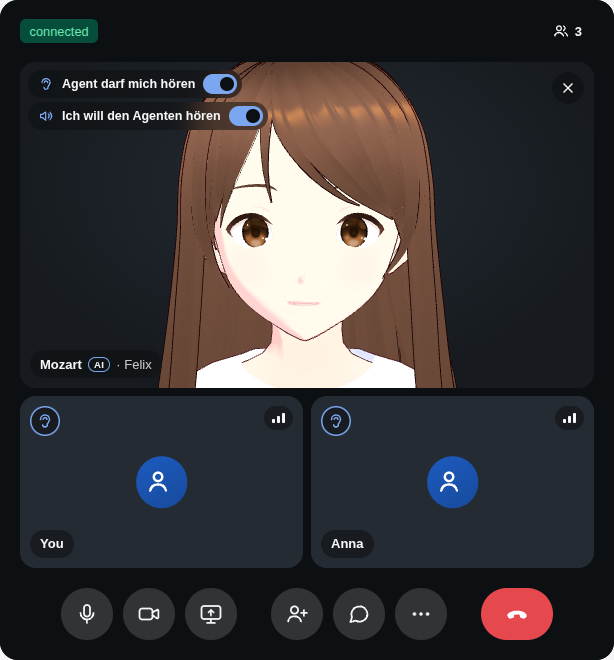 connected
3
Agent darf mich hören
Ich will den Agenten hören
Mozart AI · Felix
You
Anna